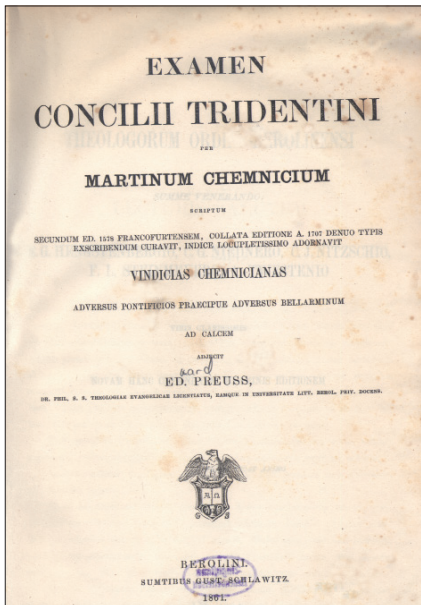 EXAMEN
CONCILII TRIDENTINI
PER
MARTINUM CHEMNICIUM
SCRIPTUM
SECUNDUM ED. 1578 FRANCOFURTENSEM, COLLATA EDITIONE A. 1707 DENUO TYPIS
EXSCRIBENDUM CURAVIT, INDICE LOCUPLETISSIMO ADORNAVIT
VINDICIAS CHEMNICIANAS
ADVERSUS PONTIFICIOS PRAECIPUE ADVERSUS BELLARMINUM
AD CALCEM
ADJECIT
ward
ED. PREUSS,
DR. PHIL. S. S. THEOLOGIAE EVANGELICAE LICENTIATUS, EAMQUE IN UNIVERSITATE LITT. BEROL. PRIV. DOCENS.
G S
BEROLINI.
SUMTIBUS GUST. SCHLAWITZ.
1861.